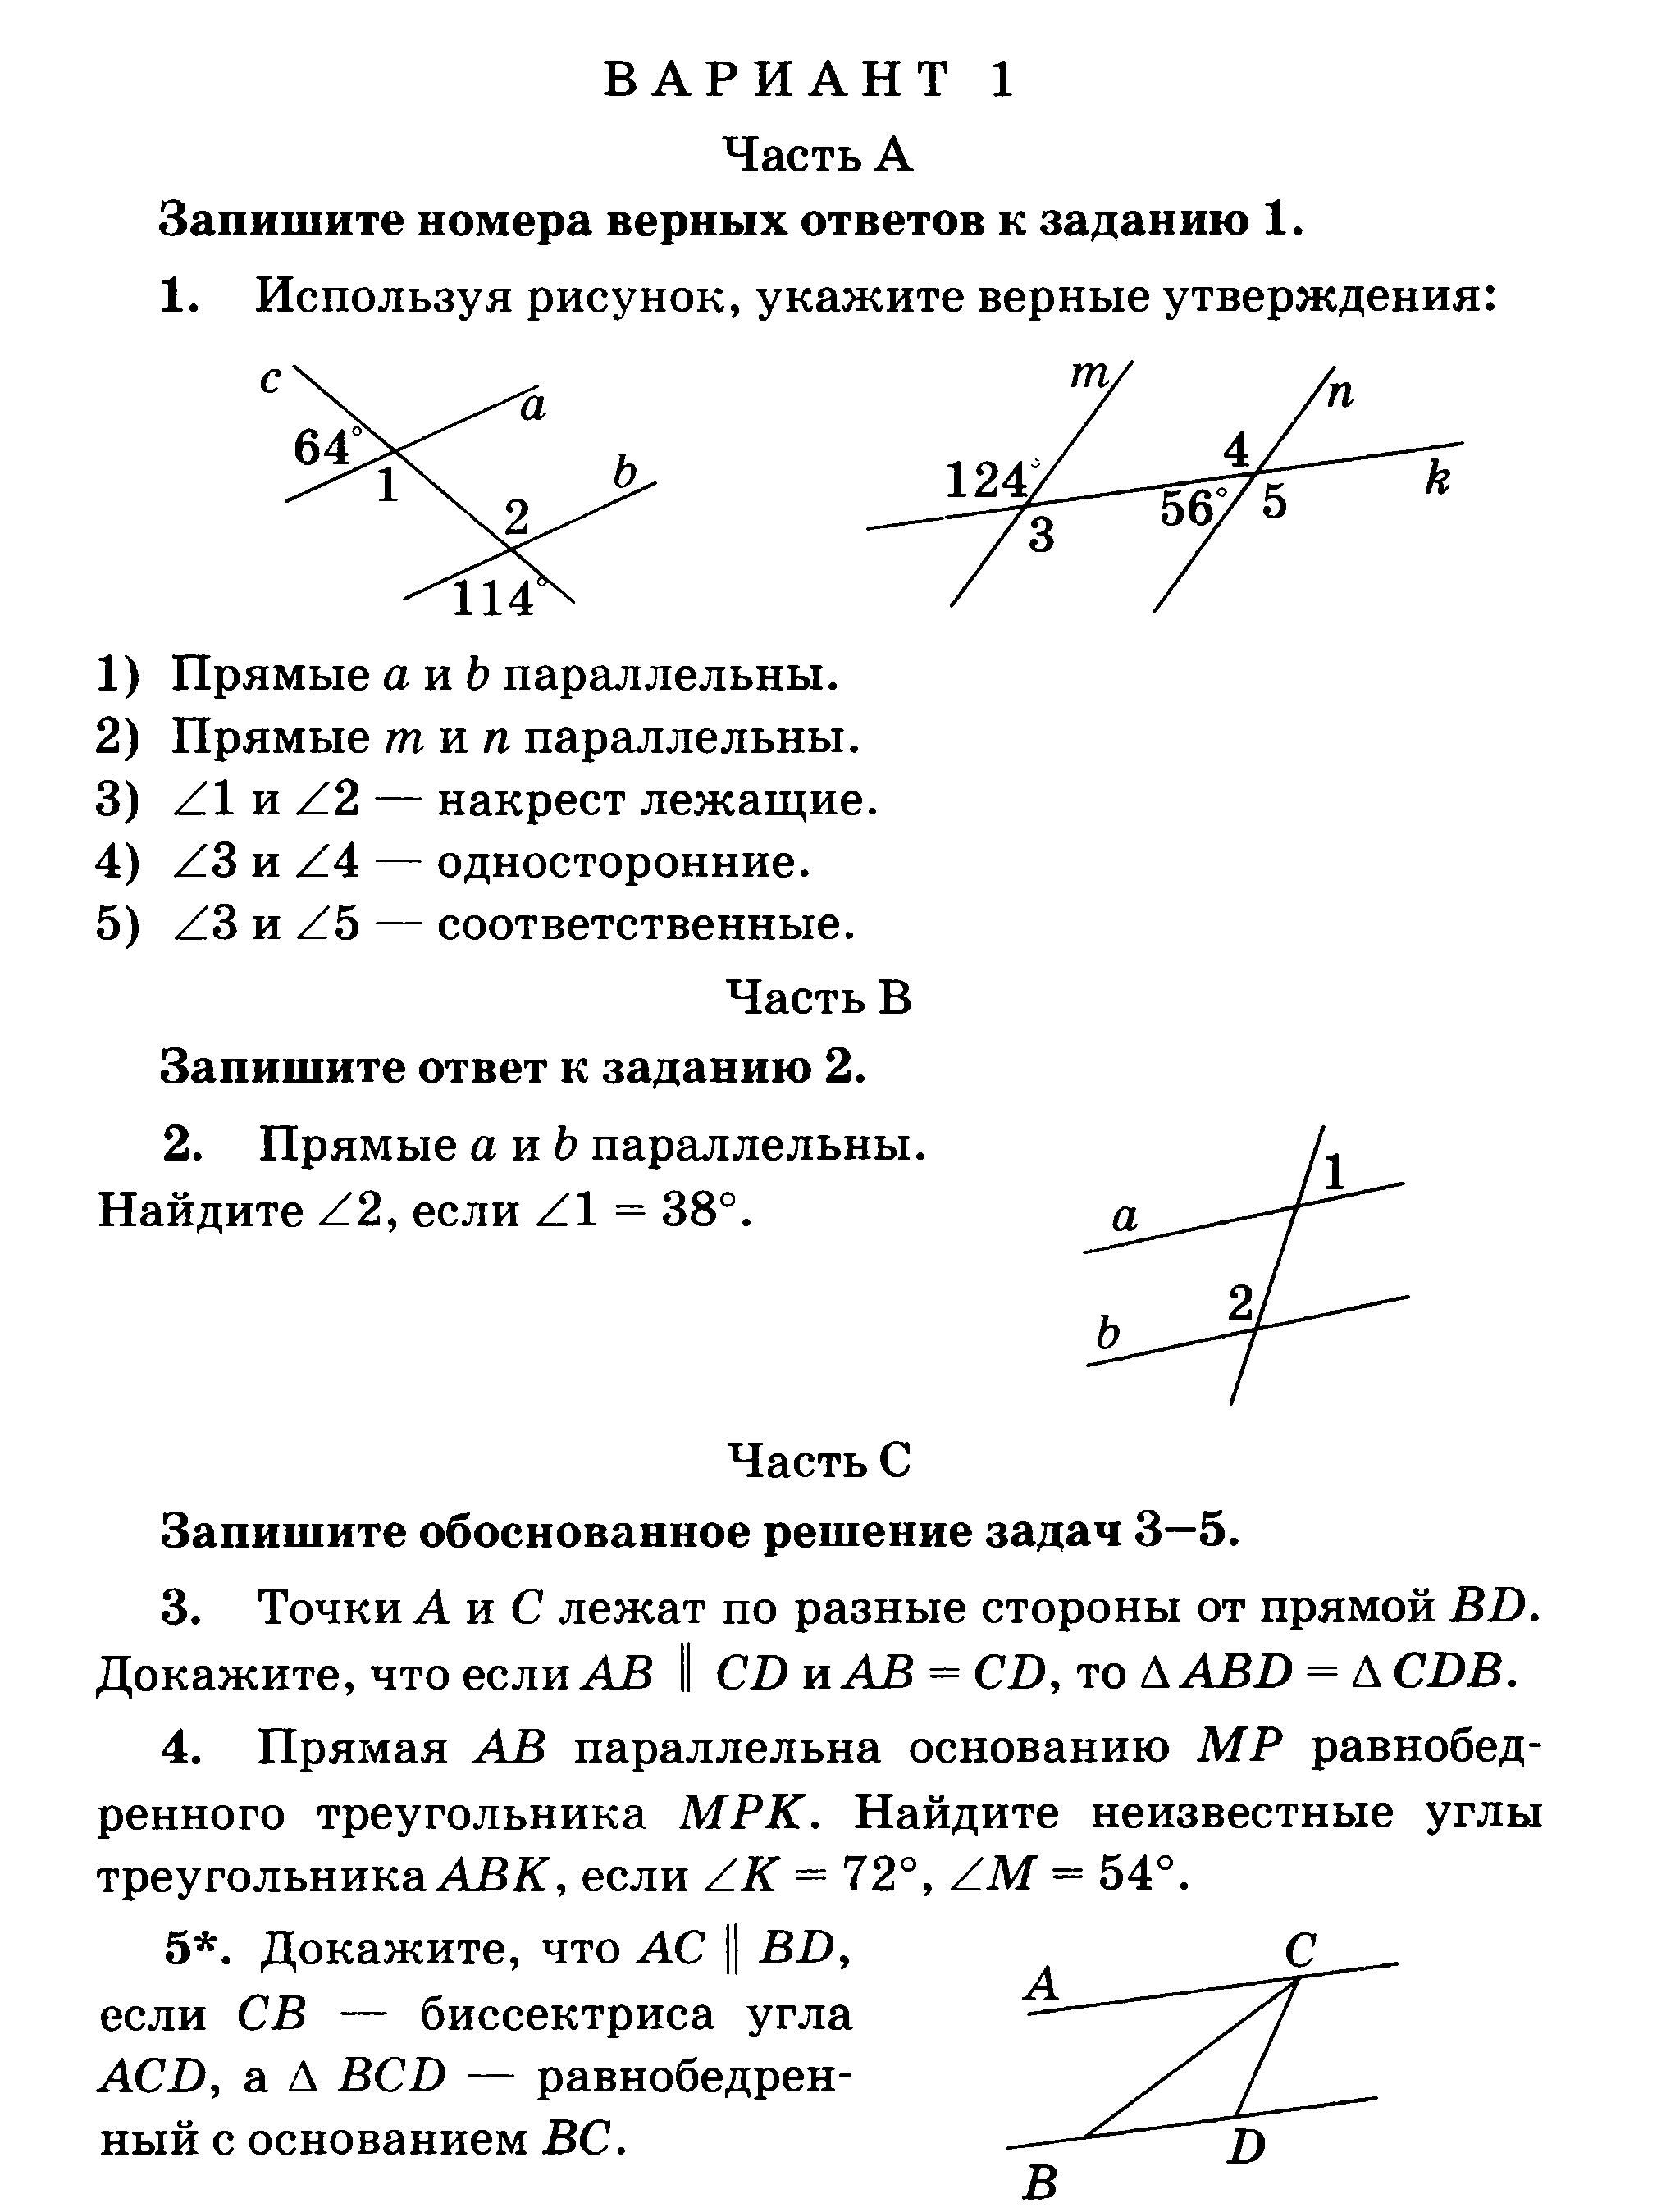 ВАРИАНТ 1
Часть А
Запишите номера верных ответов к заданию 1.
1. Используя рисунок, укажите верные утверждения:
c
a
64°
1
b
2
114°
m
n
124°
4
k
56°
5
3
1) Прямые a и b параллельны.
2) Прямые m и n параллельны.
3) ∠1 и ∠2 — накрест лежащие.
4) ∠3 и ∠4 — односторонние.
5) ∠3 и ∠5 — соответственные.
Часть В
Запишите ответ к заданию 2.
2. Прямые a и b параллельны.
Найдите ∠2, если ∠1 = 38°.
1
a
2
b
Часть С
Запишите обоснованное решение задач 3—5.
3. Точки A и C лежат по разные стороны от прямой BD.
Докажите, что если AB ∥ CD и AB = CD, то Δ ABD = Δ CDB.
4. Прямая AB параллельна основанию MP равнобед-
ренного треугольника MPK. Найдите неизвестные углы
треугольника ABK, если ∠K = 72°, ∠M = 54°.
5*. Докажите, что AC ∥ BD,
если CB — биссектриса угла
ACD, а Δ BCD — равнобедрен-
ный с основанием BC.
C
A
D
B